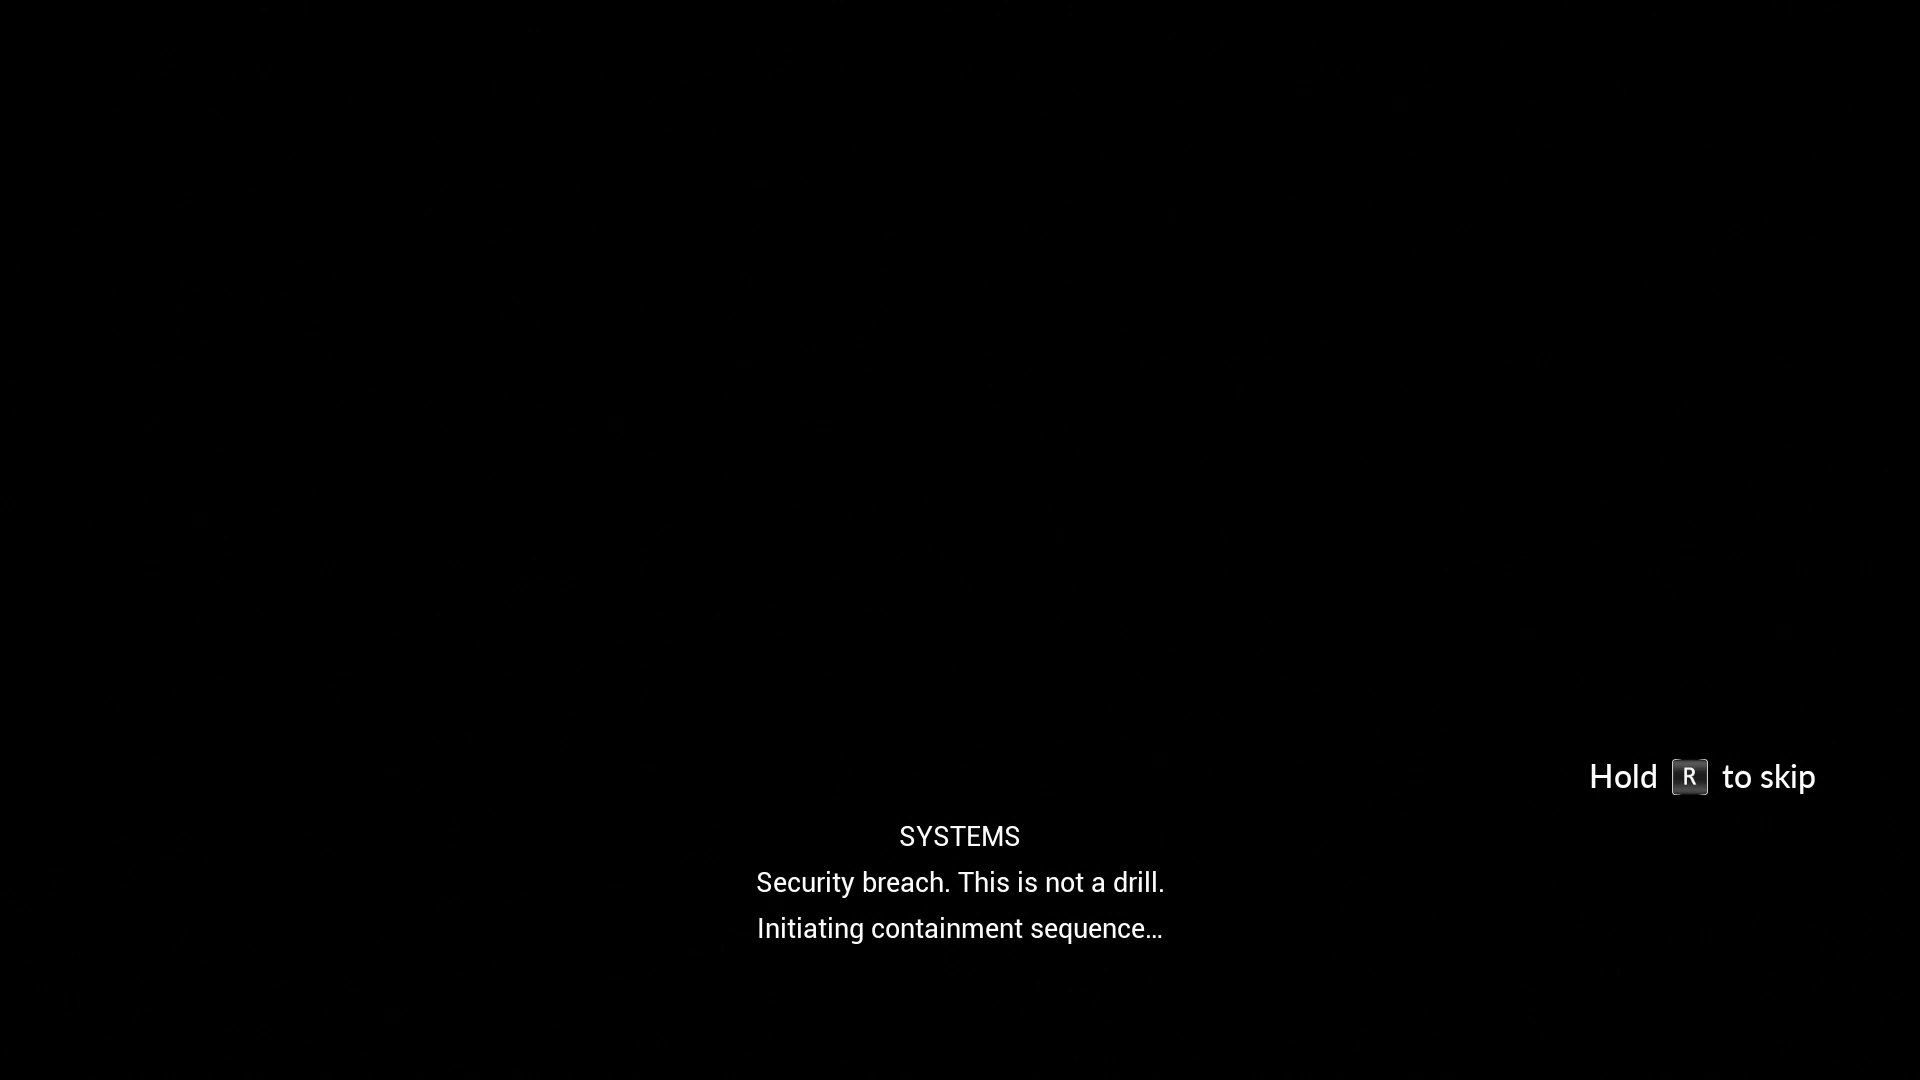 Hold R to skip
SYSTEMS
Security breach. This is not a drill.
Initiating containment sequence...